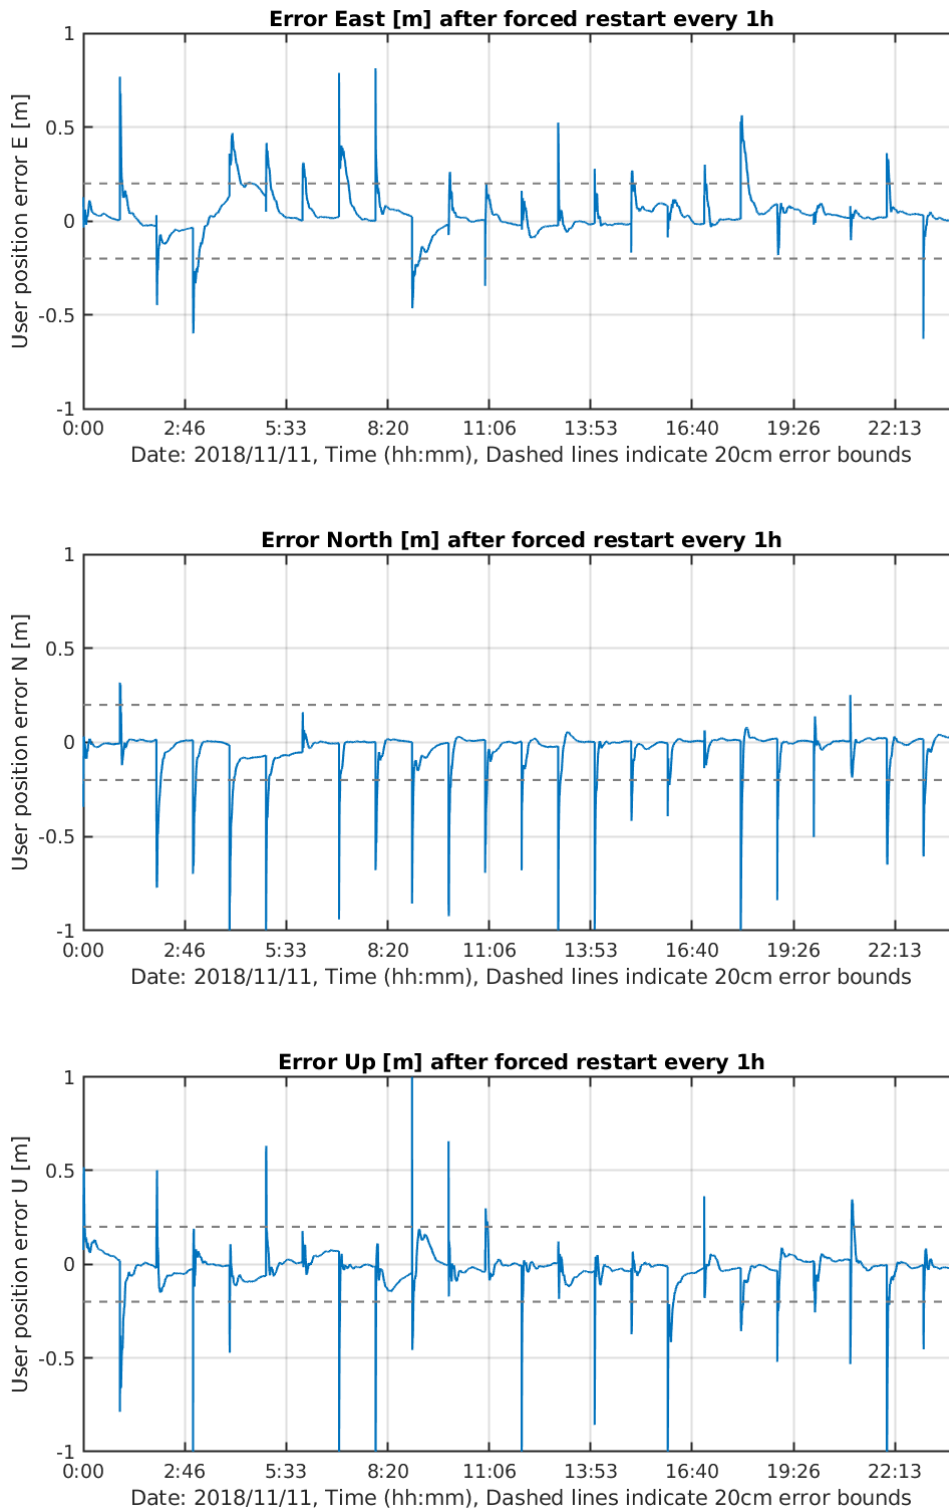 Error East [m] after forced restart every 1h
User position error E [m]
1
0.5
0
-0.5
-1
0:00 2:46 5:33 8:20 11:06 13:53 16:40 19:26 22:13
Date: 2018/11/11, Time (hh:mm), Dashed lines indicate 20cm error bounds
Error North [m] after forced restart every 1h
User position error N [m]
1
0.5
0
-0.5
-1
0:00 2:46 5:33 8:20 11:06 13:53 16:40 19:26 22:13
Date: 2018/11/11, Time (hh:mm), Dashed lines indicate 20cm error bounds
Error Up [m] after forced restart every 1h
User position error U [m]
1
0.5
0
-0.5
-1
0:00 2:46 5:33 8:20 11:06 13:53 16:40 19:26 22:13
Date: 2018/11/11, Time (hh:mm), Dashed lines indicate 20cm error bounds